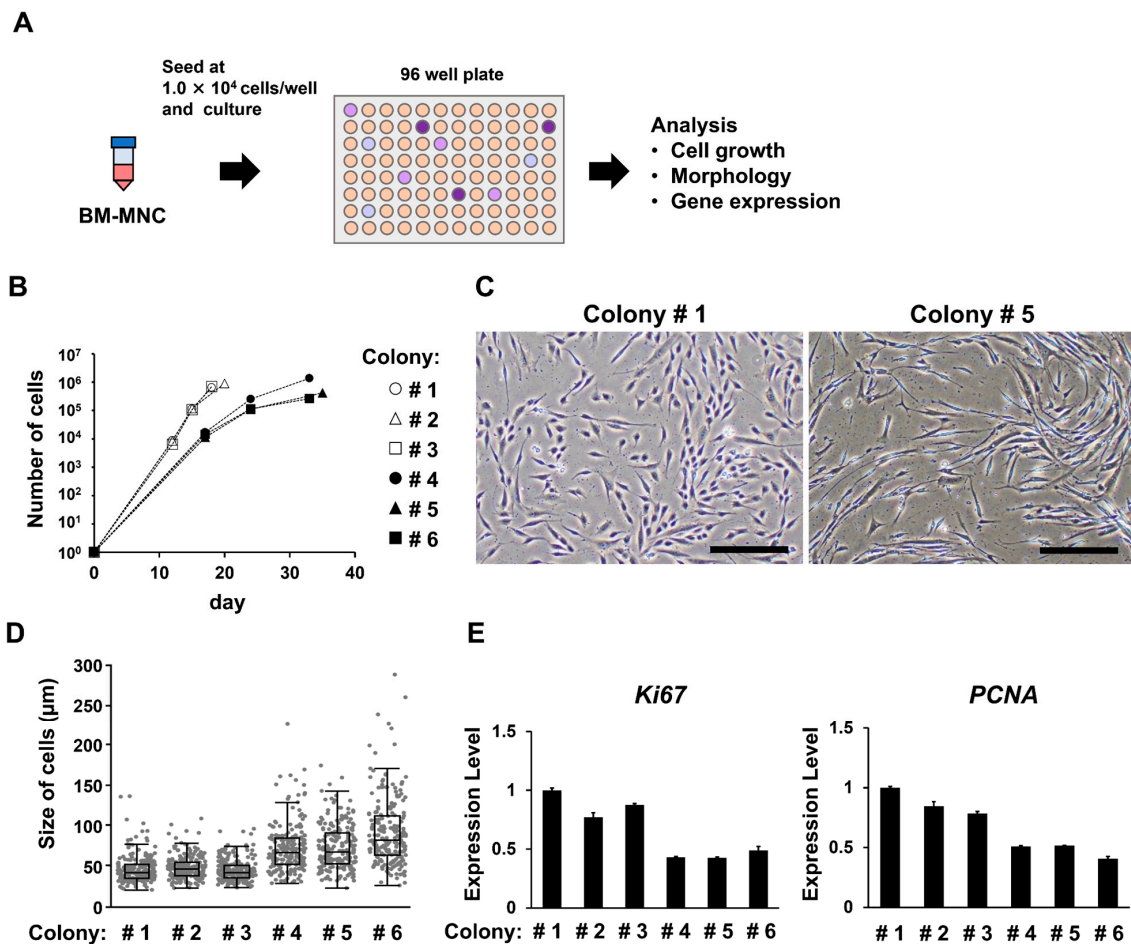 A
Seed at
1.0 × 10⁴ cells/well
and culture
BM-MNC
96 well plate
Analysis
• Cell growth
• Morphology
• Gene expression
B
Number of cells
10⁷
10⁶
10⁵
10⁴
10³
10²
10¹
10⁰
0 10 20 30 40
day
Colony:
# 1
# 2
# 3
# 4
# 5
# 6
C
Colony # 1
Colony # 5
D
Size of cells (μm)
300
250
200
150
100
50
0
Colony: # 1 # 2 # 3 # 4 # 5 # 6
E
Ki67
Expression Level
1.5
1
0.5
0
Colony: # 1 # 2 # 3 # 4 # 5 # 6
PCNA
Expression Level
1.5
1
0.5
0
# 1 # 2 # 3 # 4 # 5 # 6